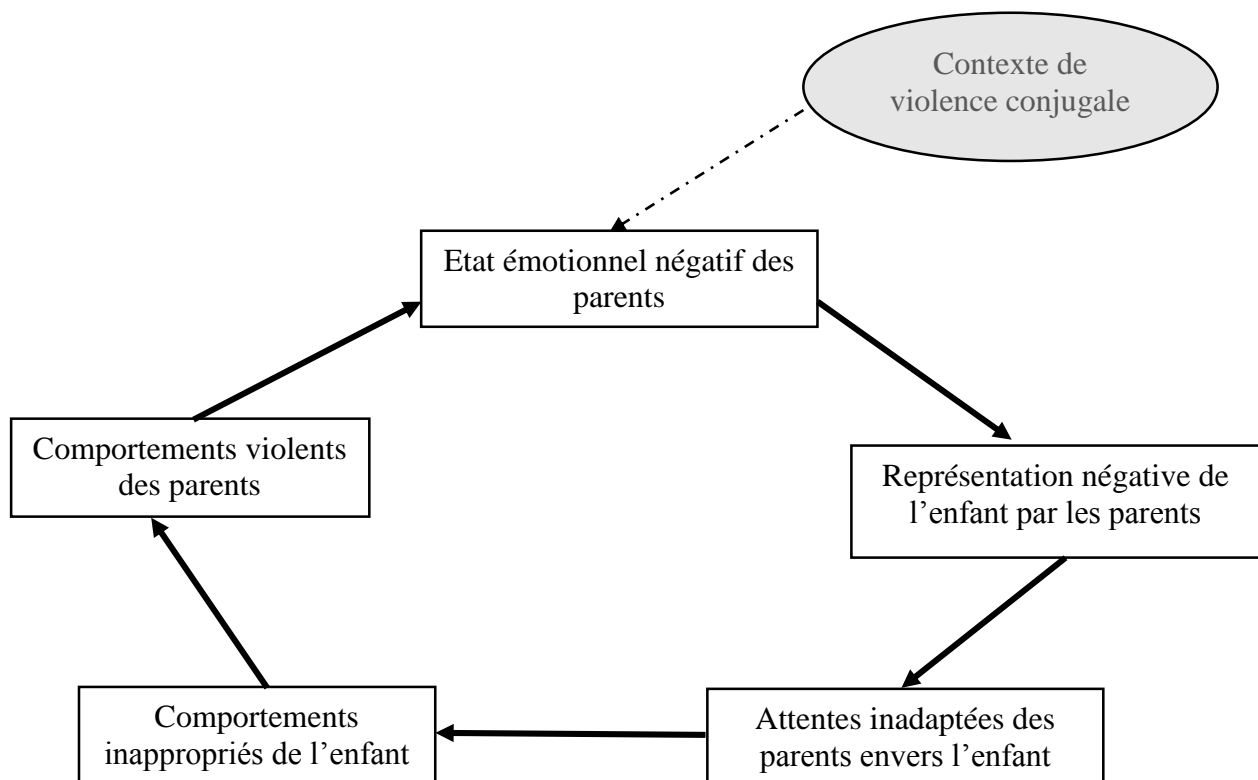 Contexte de
violence conjugale
Etat émotionnel négatif des
parents
Comportements violents
des parents
Représentation négative de
l’enfant par les parents
Comportements
inappropriés de l’enfant
Attentes inadaptées des
parents envers l’enfant